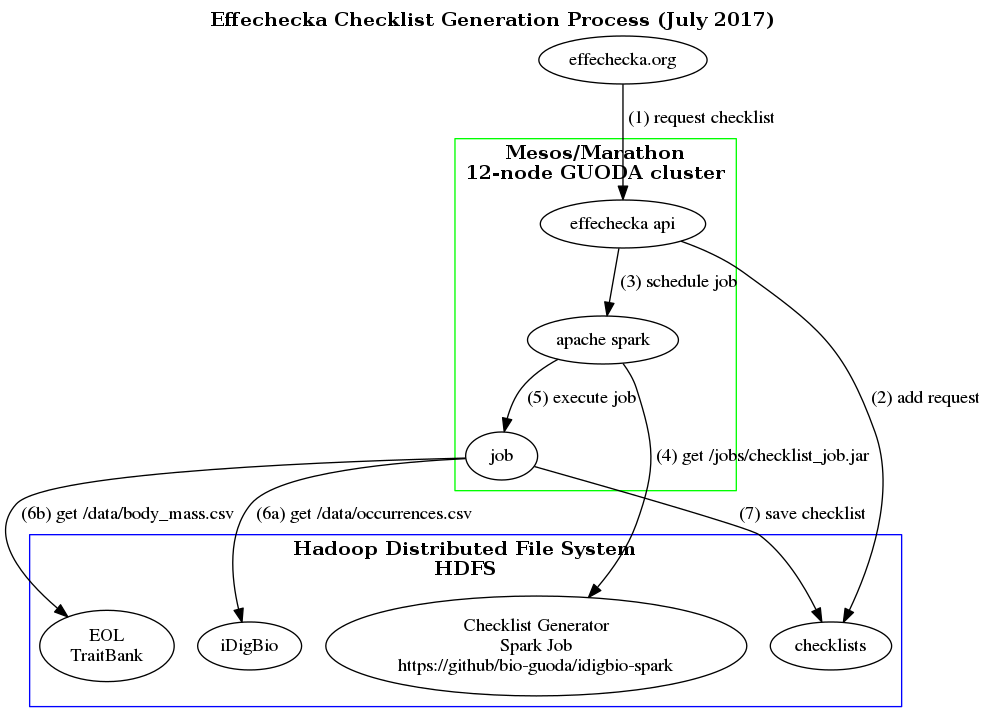 Effechecka Checklist Generation Process (July 2017)
effechecka.org
(1) request checklist
Mesos/Marathon
12-node GUODA cluster
effechecka api
(3) schedule job
apache spark
(5) execute job
(2) add request
job
(4) get /jobs/checklist_job.jar
(6b) get /data/body_mass.csv
(6a) get /data/occurrences.csv
(7) save checklist
Hadoop Distributed File System
HDFS
EOL
TraitBank
iDigBio
Checklist Generator
Spark Job
https://github/bio-guoda/idigbio-spark
checklists